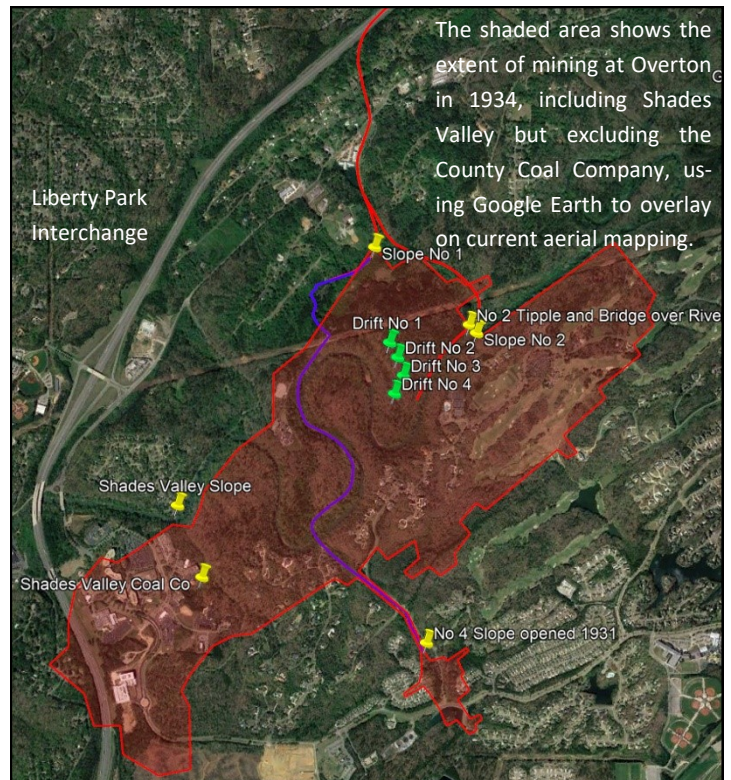 The shaded area shows the
extent of mining at Overton
in 1934, including Shades
Valley but excluding the
County Coal Company, us-
ing Google Earth to overlay
on current aerial mapping.
Liberty Park
Interchange
Slope No 1
No 2 Tipple and Bridge over Rive
Drift No 1
Slope No 2
Drift No 2
Drift No 3
Drift No 4
Shades Valley Slope
Shades Valley Coal Co
No 4 Slope opened 1931